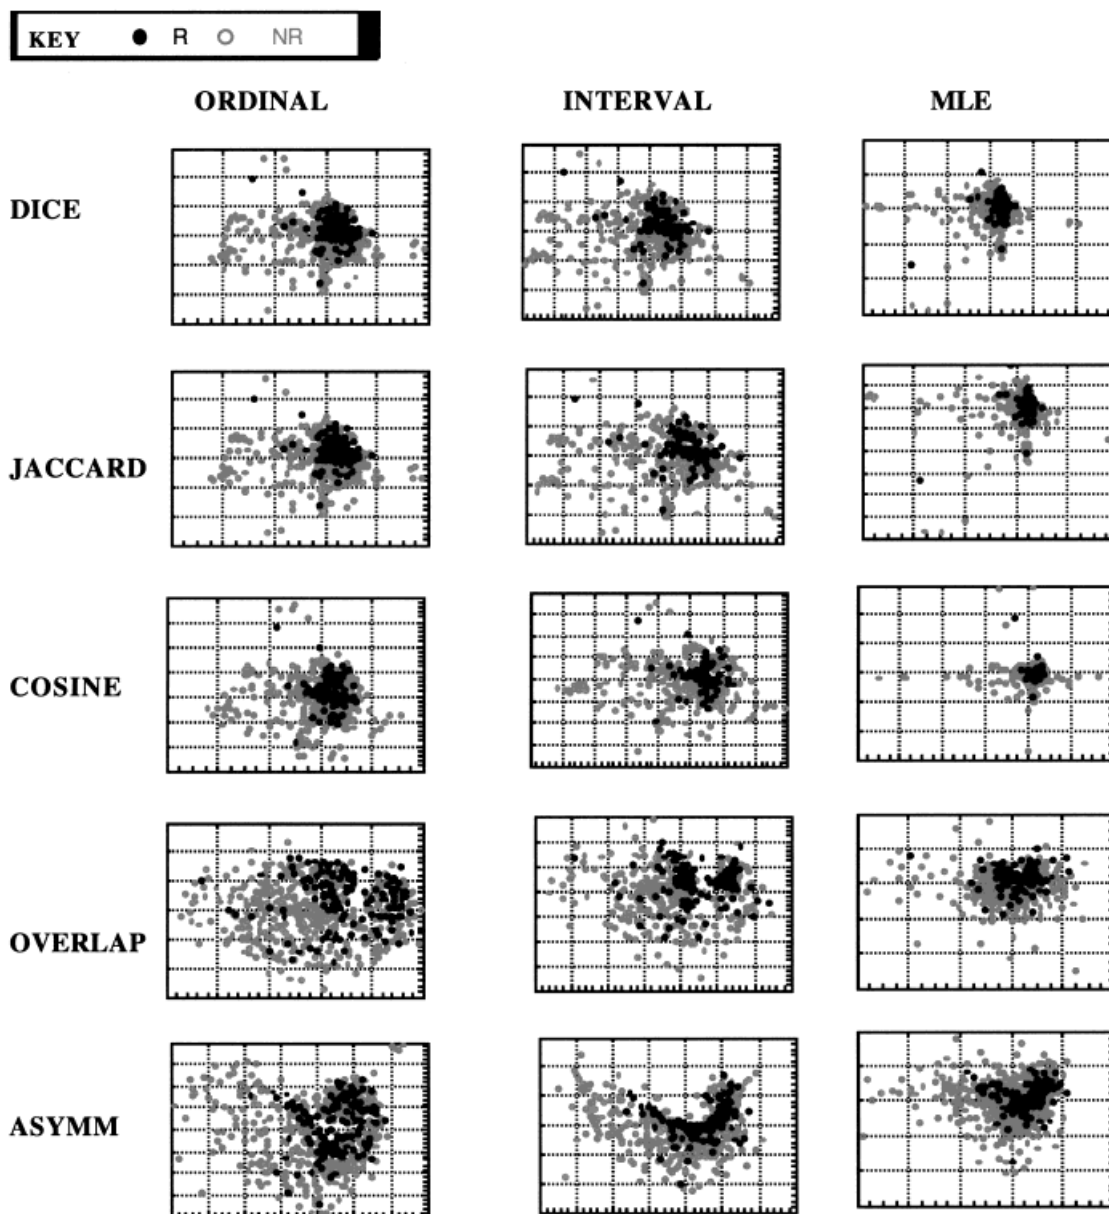 KEY R NR
ORDINAL INTERVAL MLE
DICE
JACCARD
COSINE
OVERLAP
ASYMM